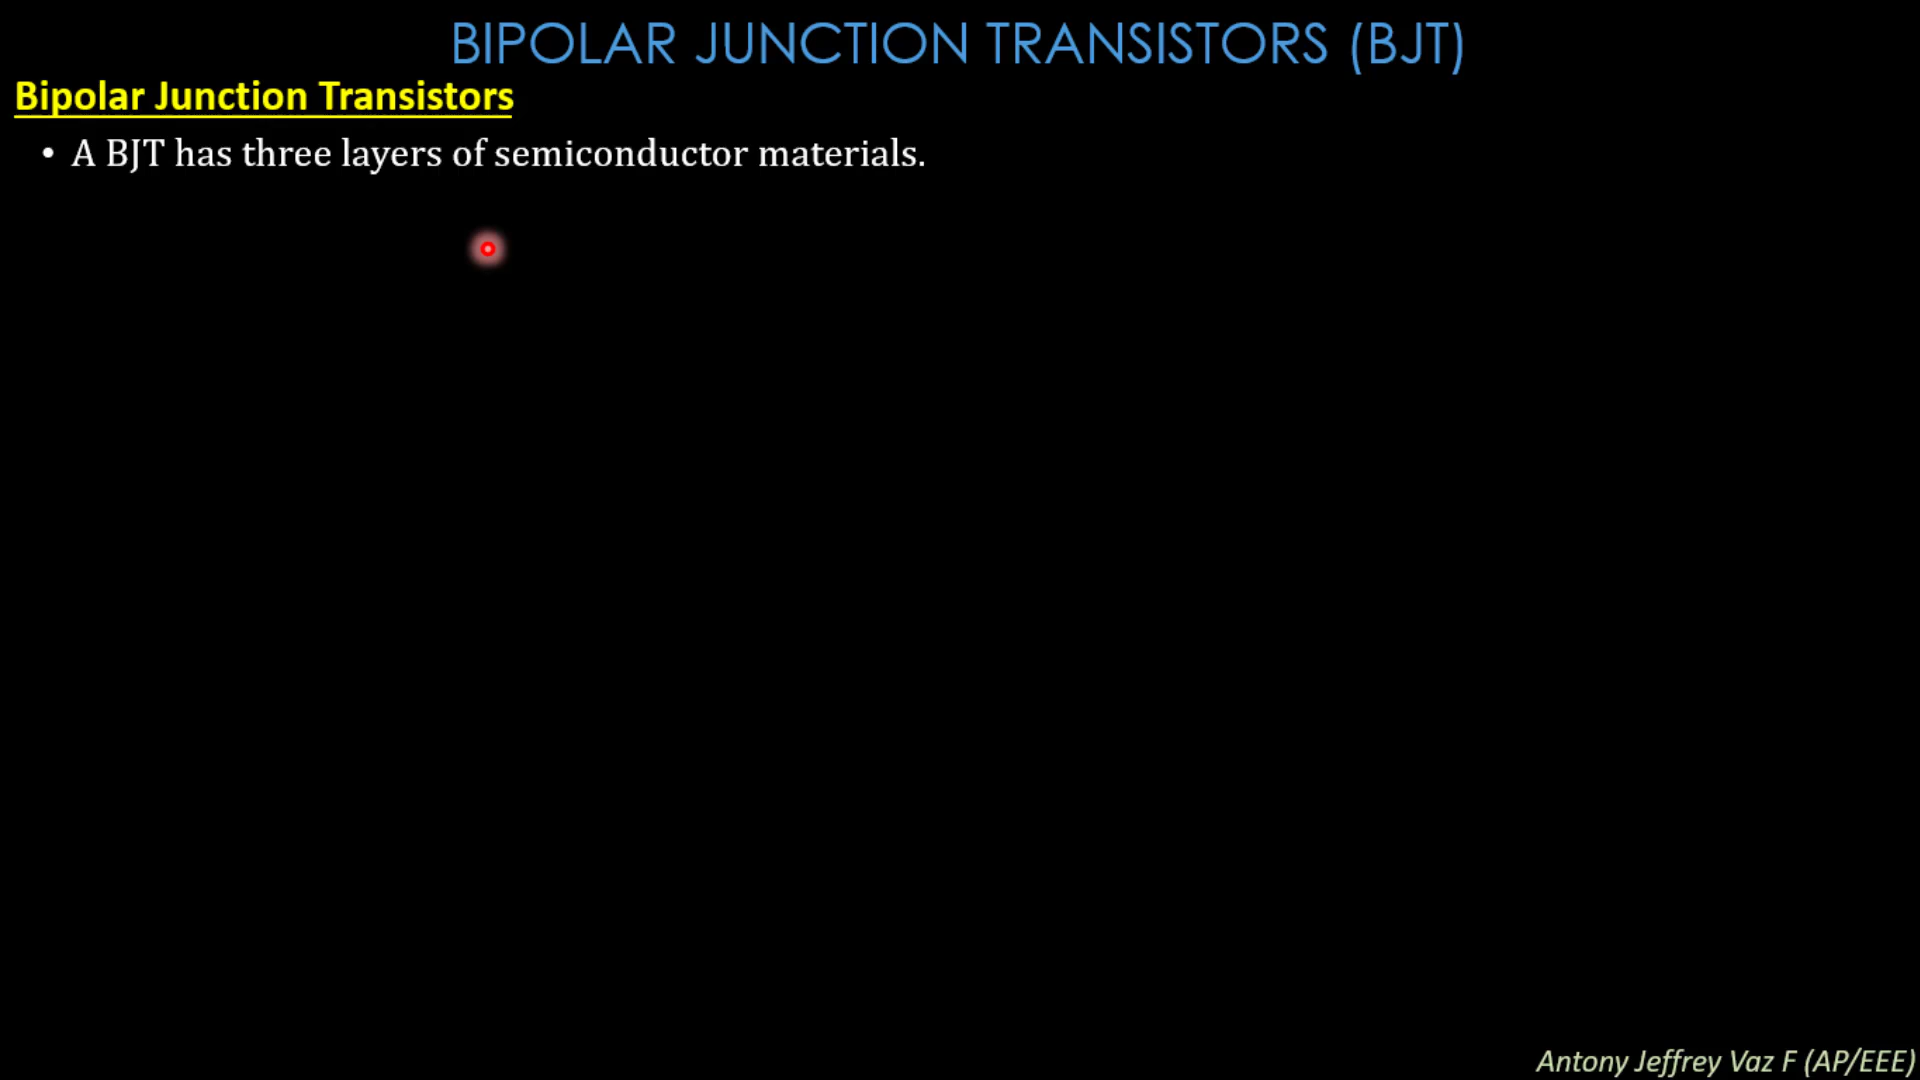 BIPOLAR JUNCTION TRANSISTORS (BJT)
Bipolar Junction Transistors
• A BJT has three layers of semiconductor materials.
Antony Jeffrey Vaz F (AP/EEE)